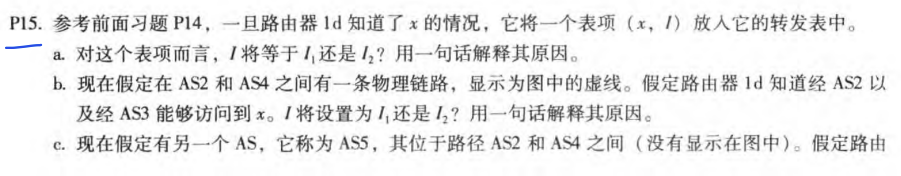 P15. 参考前面习题 P14，一旦路由器 1d 知道了 x 的情况，它将一个表项（x，I）放入它的转发表中。
a. 对这个表项而言，I 将等于 I₁还是 I₂？用一句话解释其原因。
b. 现在假定在 AS2 和 AS4 之间有一条物理链路，显示为图中的虚线。假定路由器 1d 知道经 AS2 以
及经 AS3 能够访问到 x。I 将设置为 I₁还是 I₂？用一句话解释其原因。
c. 现在假定有另一个 AS，它称为 AS5，其位于路径 AS2 和 AS4 之间（没有显示在图中）。假定路由